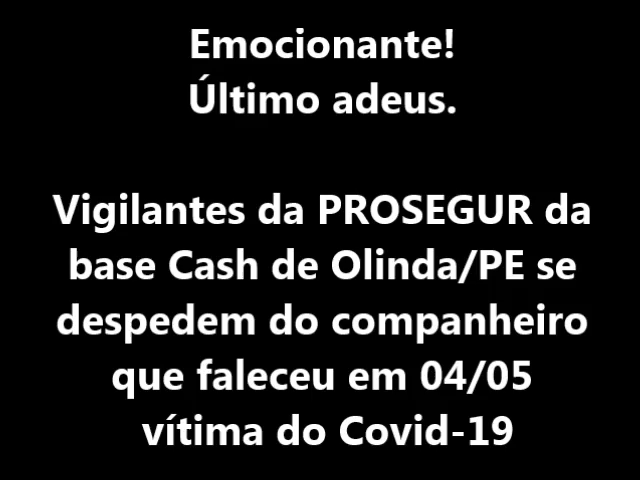 Emocionante!
Último adeus.
Vigilantes da PROSEGUR da
base Cash de Olinda/PE se
despedem do companheiro
que faleceu em 04/05
vítima do Covid-19